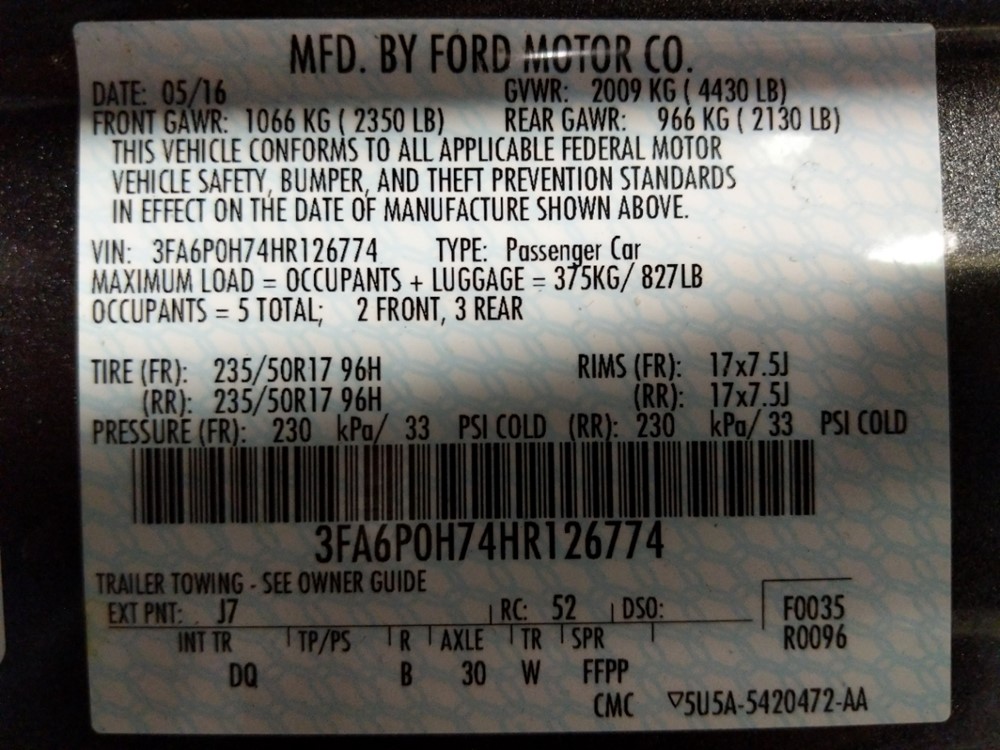 MFD. BY FORD MOTOR CO.
DATE: 05/16 GVWR: 2009 KG ( 4430 LB)
FRONT GAWR: 1066 KG ( 2350 LB) REAR GAWR: 966 KG ( 2130 LB)
THIS VEHICLE CONFORMS TO ALL APPLICABLE FEDERAL MOTOR
VEHICLE SAFETY, BUMPER, AND THEFT PREVENTION STANDARDS
IN EFFECT ON THE DATE OF MANUFACTURE SHOWN ABOVE.
VIN: 3FA6P0H74HR126774 TYPE: Passenger Car
MAXIMUM LOAD = OCCUPANTS + LUGGAGE = 375KG/ 827LB
OCCUPANTS = 5 TOTAL; 2 FRONT, 3 REAR
TIRE (FR): 235/50R17 96H RIMS (FR): 17x7.5J
(RR): 235/50R17 96H (RR): 17x7.5J
PRESSURE (FR): 230 kPa/ 33 PSI COLD (RR): 230 kPa/ 33 PSI COLD
3FA6P0H74HR126774
TRAILER TOWING - SEE OWNER GUIDE
EXT PNT: J7 RC: 52 DSO: F0035
INT TR TP/PS R AXLE TR SPR R0096
DQ B 30 W FFPP
CMC ▽5U5A-5420472-AA